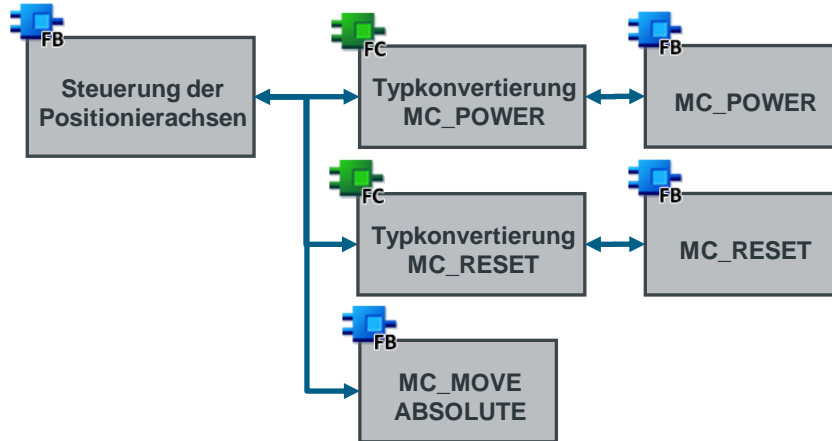 FB
Steuerung der
Positionierachsen
FC
Typkonvertierung
MC_POWER
FB
MC_POWER
FC
Typkonvertierung
MC_RESET
FB
MC_RESET
FB
MC_MOVE
ABSOLUTE